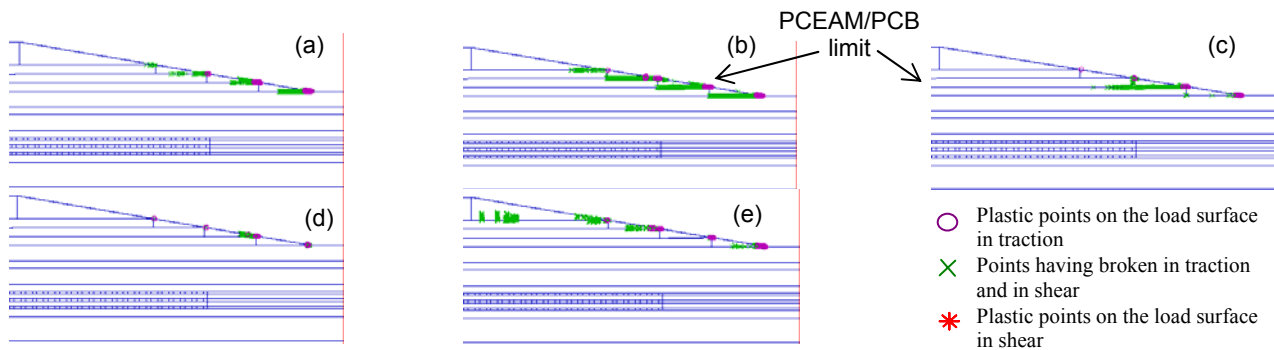 (a)
(b)
PCEAM/PCB
limit
(c)
(d)
(e)
Plastic points on the load surface
in traction
Points having broken in traction
and in shear
Plastic points on the load surface
in shear